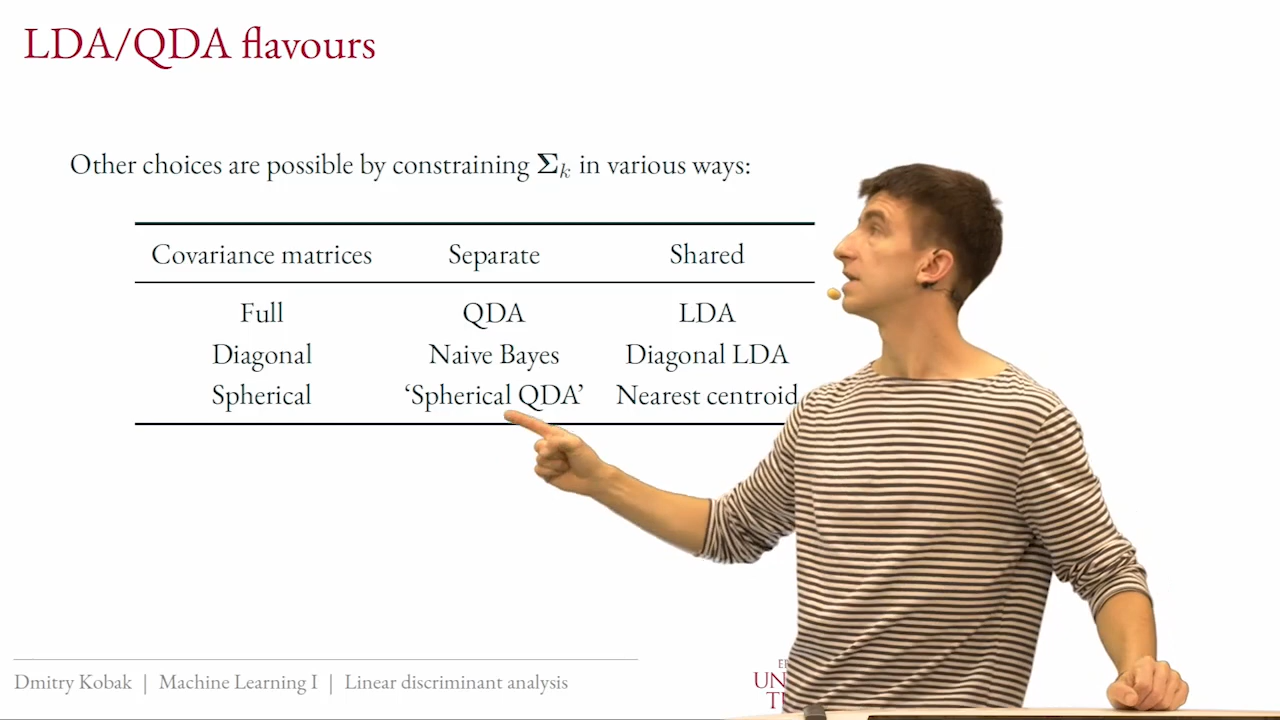 LDA/QDA flavours
Other choices are possible by constraining Σₖ in various ways:
Covariance matrices Separate Shared
Full QDA LDA
Diagonal Naive Bayes Diagonal LDA
Spherical ‘Spherical QDA’ Nearest centroid
Dmitry Kobak | Machine Learning I | Linear discriminant analysis